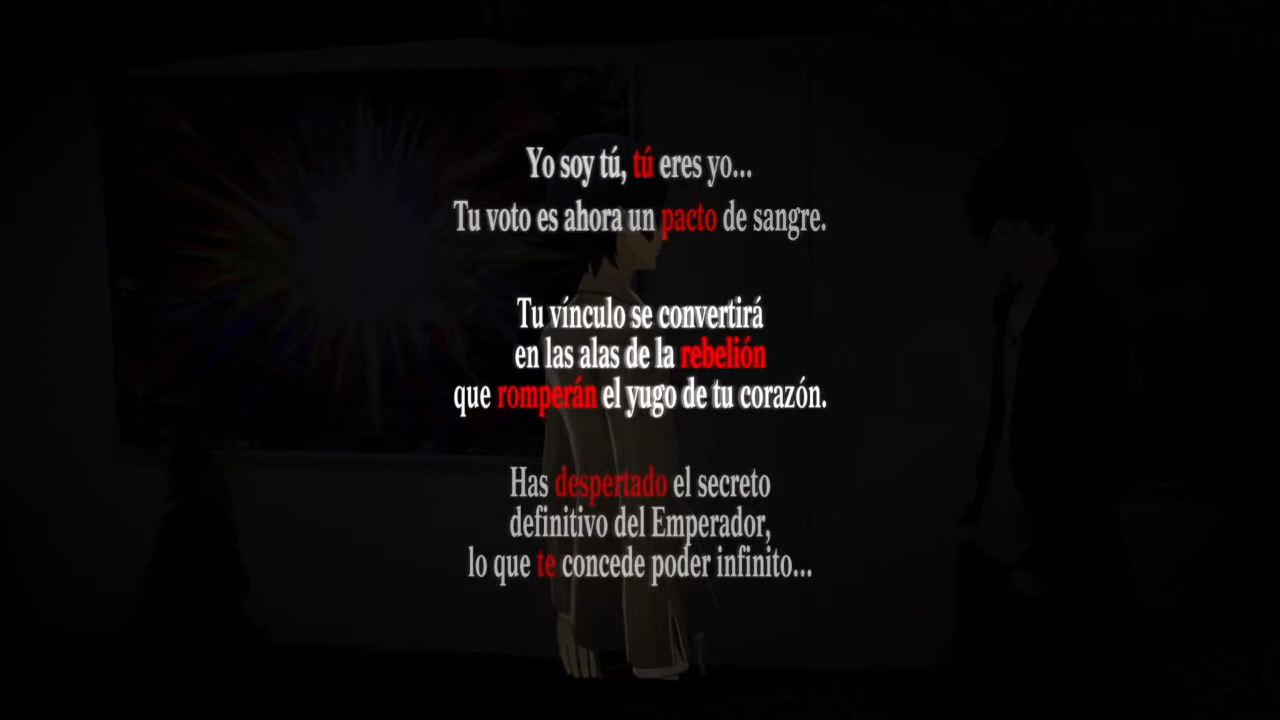 Yo soy tú, tú eres yo...
Tu voto es ahora un pacto de sangre.
Tu vínculo se convertirá
en las alas de la rebelión
que romperán el yugo de tu corazón.
Has despertado el secreto
definitivo del Emperador,
lo que te concede poder infinito...